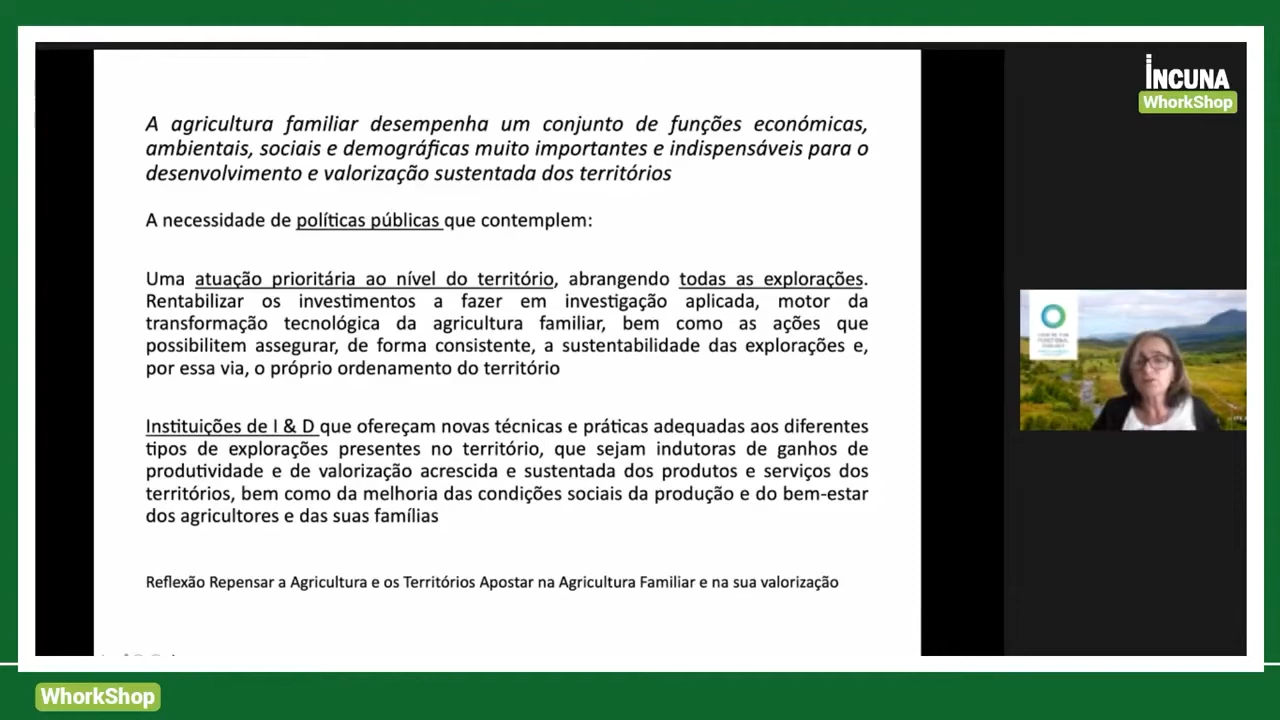 A agricultura familiar desempenha um conjunto de funções económicas,
ambientais, sociais e demográficas muito importantes e indispensáveis para o
desenvolvimento e valorização sustentada dos territórios
A necessidade de políticas públicas que contemplem:
Uma atuação prioritária ao nível do território, abrangendo todas as explorações.
Rentabilizar os investimentos a fazer em investigação aplicada, motor da
transformação tecnológica da agricultura familiar, bem como as ações que
possibilitem assegurar, de forma consistente, a sustentabilidade das explorações e,
por essa via, o próprio ordenamento do território
Instituições de I & D que ofereçam novas técnicas e práticas adequadas aos diferentes
tipos de explorações presentes no território, que sejam indutoras de ganhos de
produtividade e de valorização acrescida e sustentada dos produtos e serviços dos
territórios, bem como da melhoria das condições sociais da produção e do bem-estar
dos agricultores e das suas famílias
Reflexão Repensar a Agricultura e os Territórios Apostar na Agricultura Familiar e na sua valorização
INCUNA
WhorkShop
WhorkShop